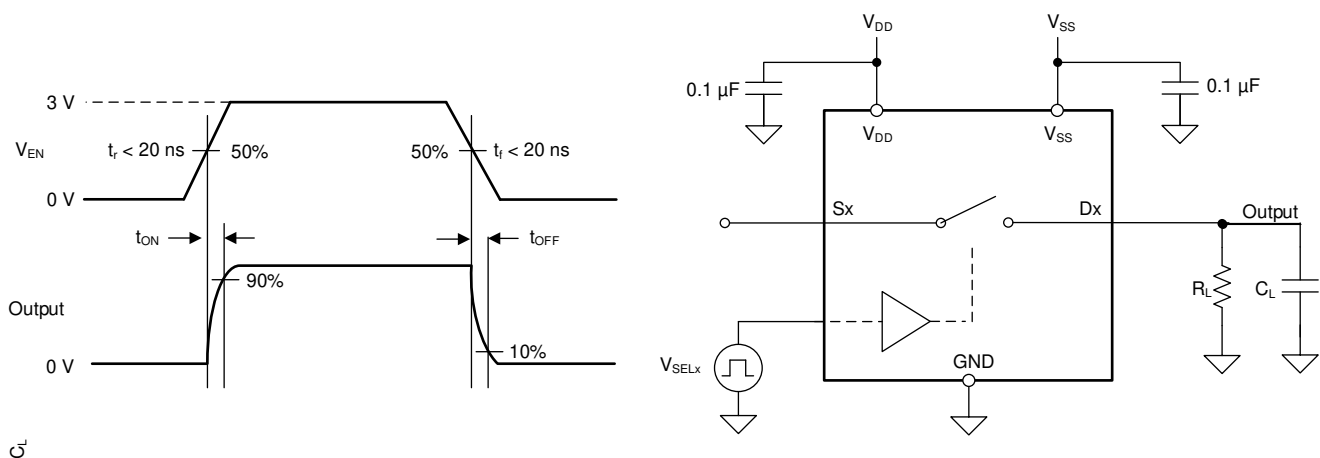 3 V
V_EN
t_r < 20 ns
50%
50%
t_f < 20 ns
0 V
t_ON
t_OFF
90%
Output
10%
0 V
C_L
V_DD
V_SS
0.1 µF
0.1 µF
V_DD
V_SS
Sx
Dx
Output
R_L
C_L
V_SELx
GND